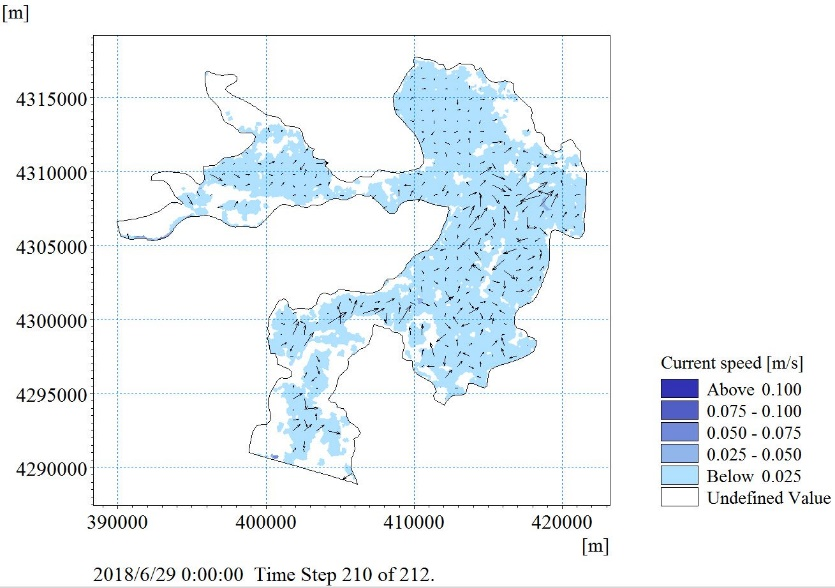 [m]
4315000
4310000
4305000
4300000
4295000
4290000
390000 400000 410000 420000
[m]
Current speed [m/s]
Above 0.100
0.075 - 0.100
0.050 - 0.075
0.025 - 0.050
Below 0.025
Undefined Value
2018/6/29 0:00:00 Time Step 210 of 212.